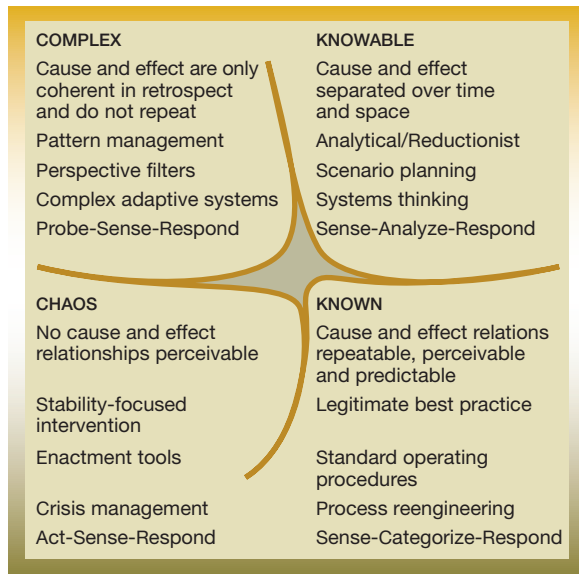 COMPLEX
Cause and effect are only
coherent in retrospect
and do not repeat
Pattern management
Perspective filters
Complex adaptive systems
Probe-Sense-Respond
KNOWABLE
Cause and effect
separated over time
and space
Analytical/Reductionist
Scenario planning
Systems thinking
Sense-Analyze-Respond
CHAOS
No cause and effect
relationships perceivable
Stability-focused
intervention
Enactment tools
Crisis management
Act-Sense-Respond
KNOWN
Cause and effect relations
repeatable, perceivable
and predictable
Legitimate best practice
Standard operating
procedures
Process reengineering
Sense-Categorize-Respond